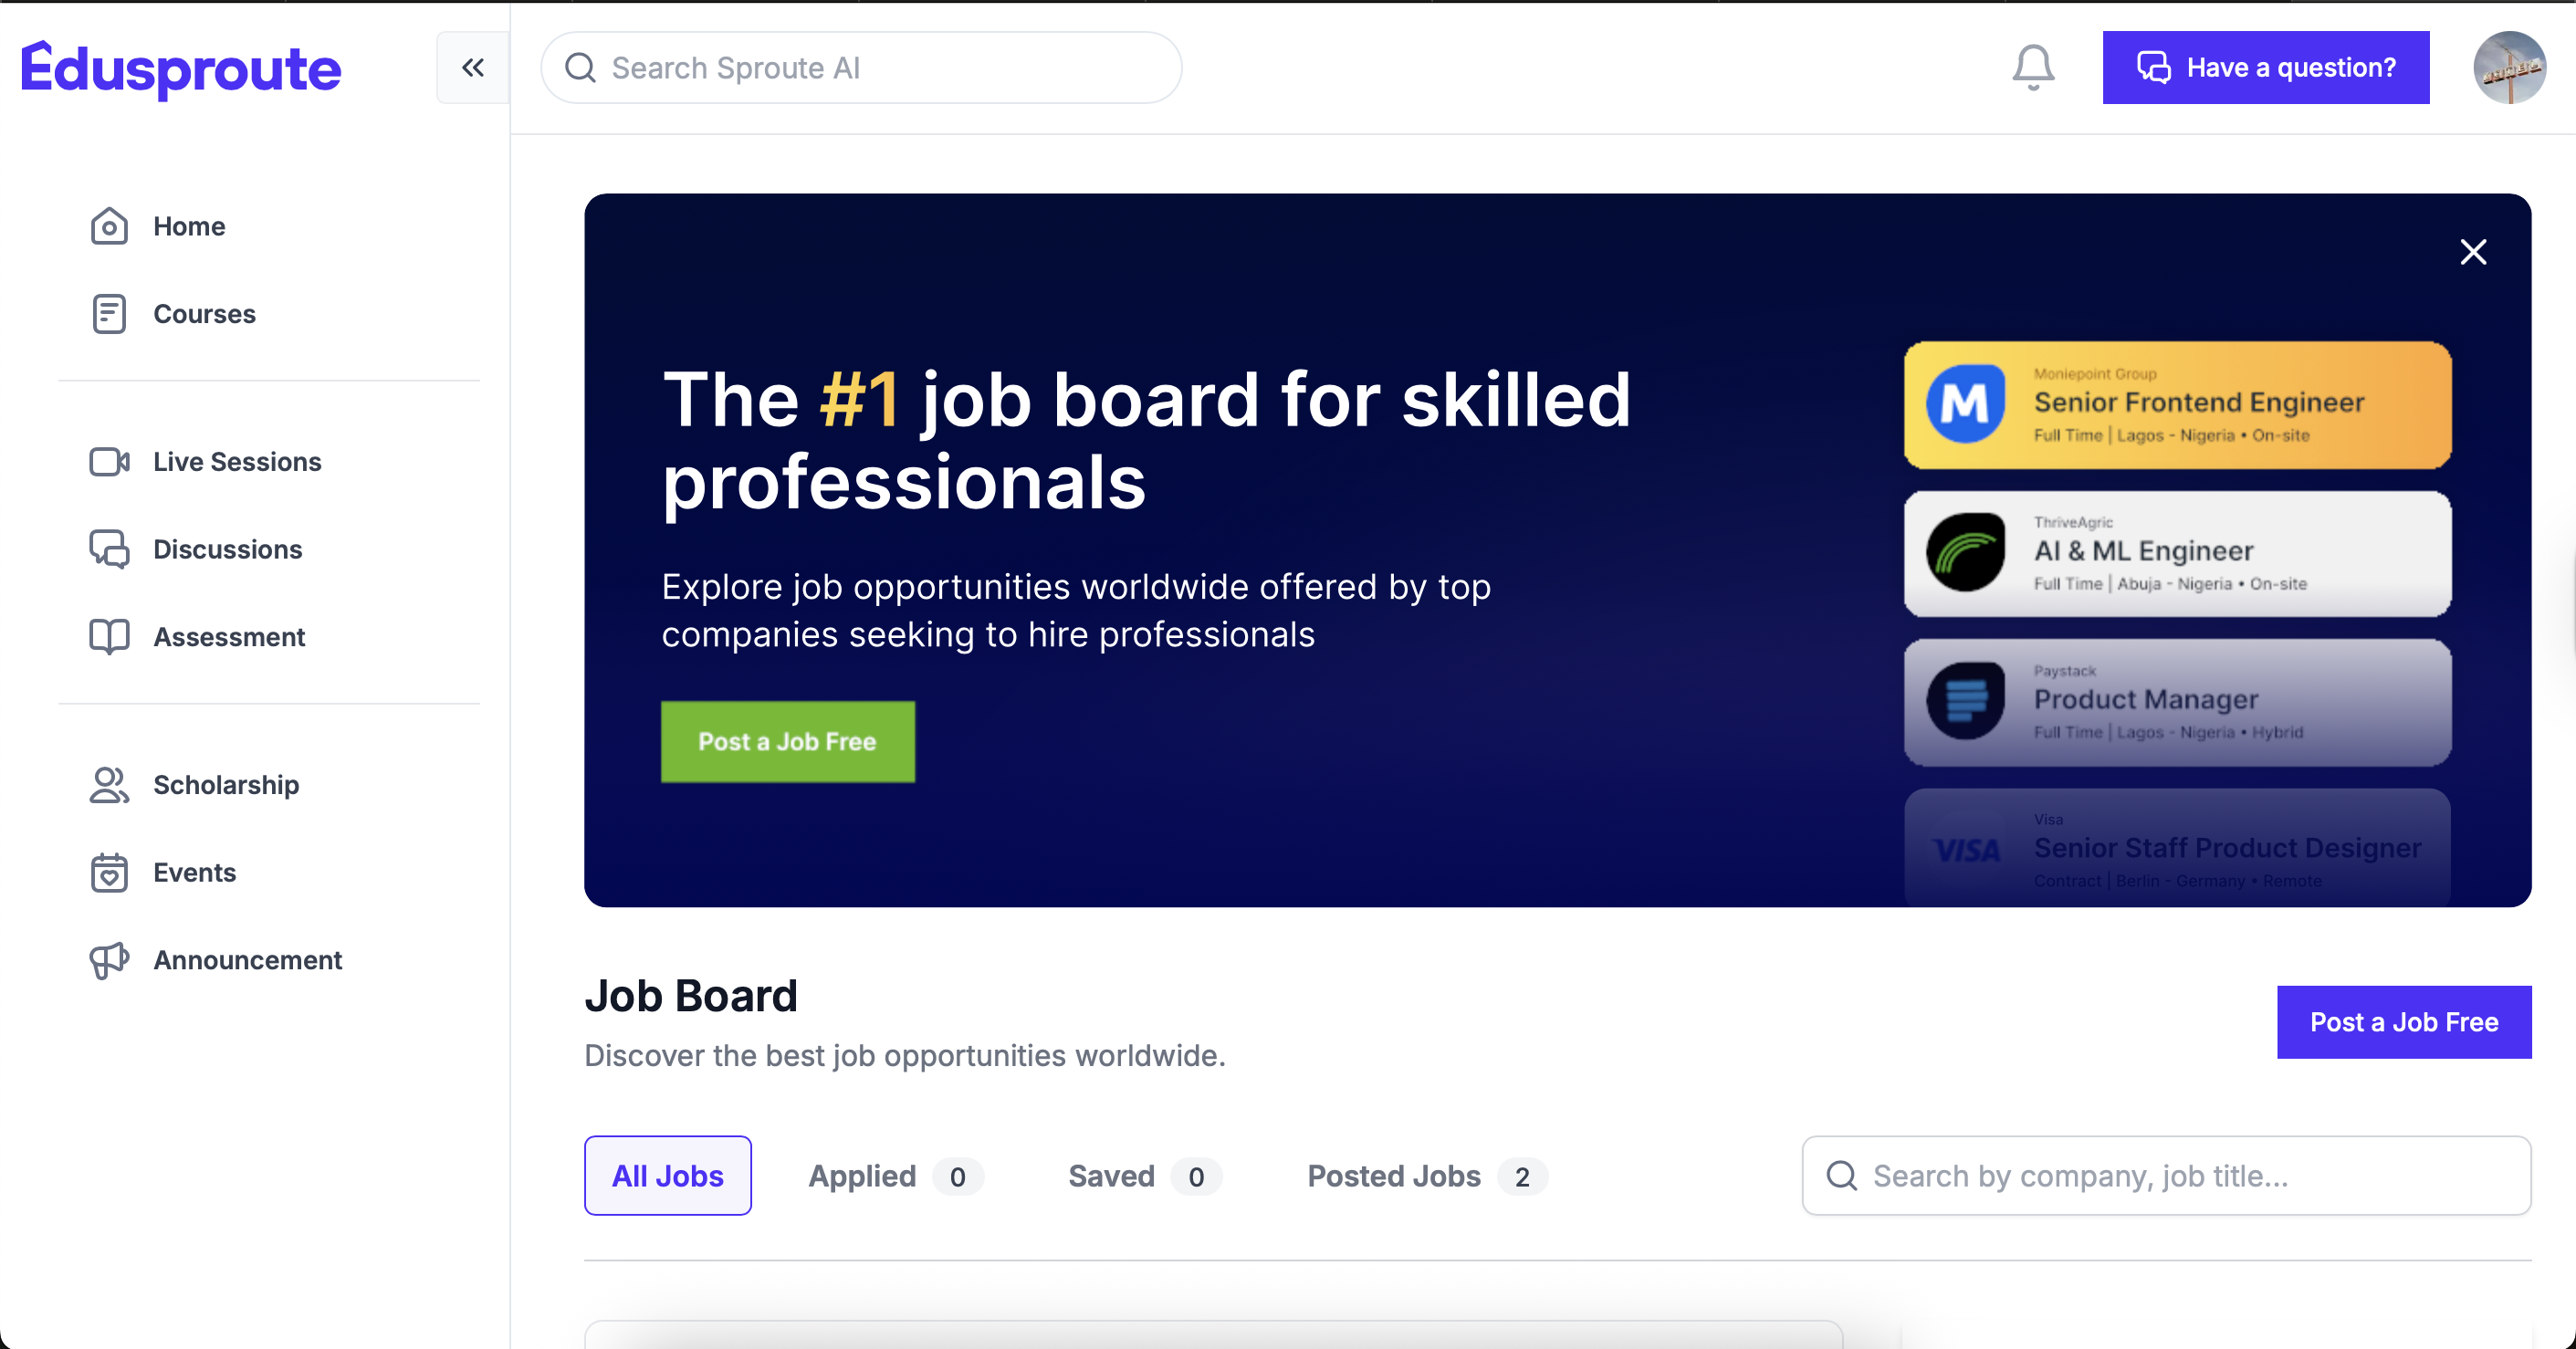 Edusproute
Search Sproute AI
Have a question?
Home
Courses
Live Sessions
Discussions
Assessment
Scholarship
Events
Announcement
The #1 job board for skilled
professionals
Explore job opportunities worldwide offered by top
companies seeking to hire professionals
Post a Job Free
M
Moniepoint Group
Senior Frontend Engineer
Full Time | Lagos - Nigeria • On-site
ThriveAgric
AI & ML Engineer
Full Time | Abuja - Nigeria • On-site
Paystack
Product Manager
Full Time | Lagos - Nigeria • Hybrid
VISA
Visa
Senior Staff Product Designer
Contract | Berlin - Germany • Remote
Job Board
Discover the best job opportunities worldwide.
Post a Job Free
All Jobs
Applied 0
Saved 0
Posted Jobs 2
Search by company, job title...